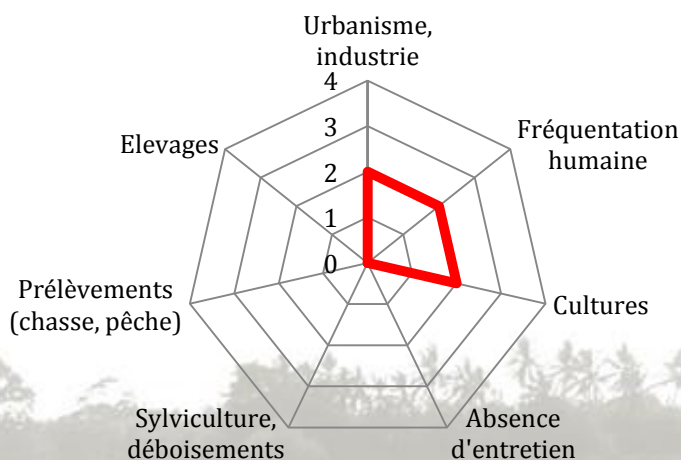 Urbanisme,
industrie
4
3
2
1
0
Fréquentation
humaine
Cultures
Absence
d'entretien
Sylviculture,
déboisements
Prélèvements
(chasse, pêche)
Elevages